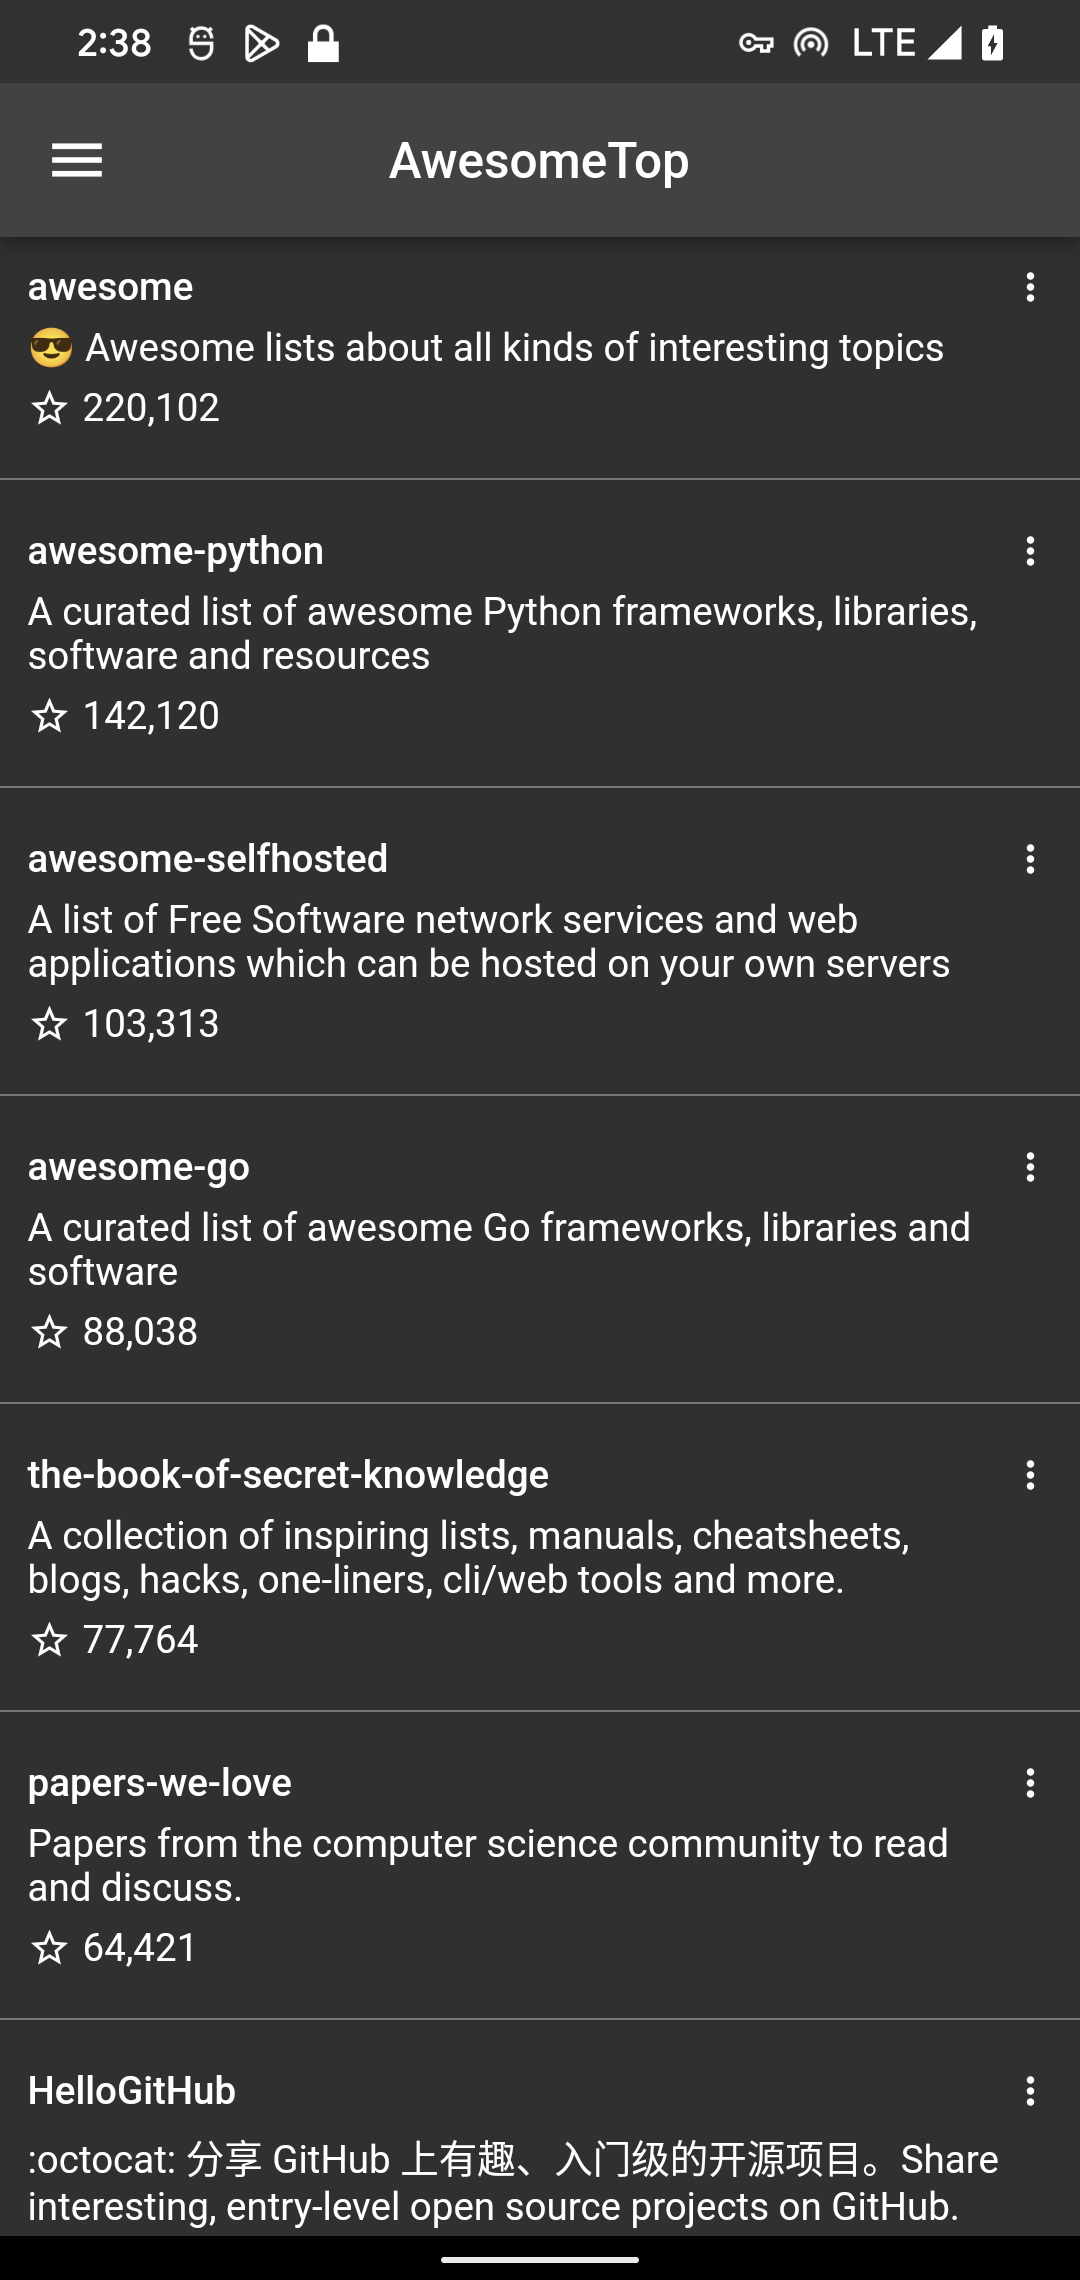 2:38
LTE
AwesomeTop
awesome
😎 Awesome lists about all kinds of interesting topics
220,102
awesome-python
A curated list of awesome Python frameworks, libraries,
software and resources
142,120
awesome-selfhosted
A list of Free Software network services and web
applications which can be hosted on your own servers
103,313
awesome-go
A curated list of awesome Go frameworks, libraries and
software
88,038
the-book-of-secret-knowledge
A collection of inspiring lists, manuals, cheatsheets,
blogs, hacks, one-liners, cli/web tools and more.
77,764
papers-we-love
Papers from the computer science community to read
and discuss.
64,421
HelloGitHub
:octocat: 分享 GitHub 上有趣、入门级的开源项目。Share
interesting, entry-level open source projects on GitHub.